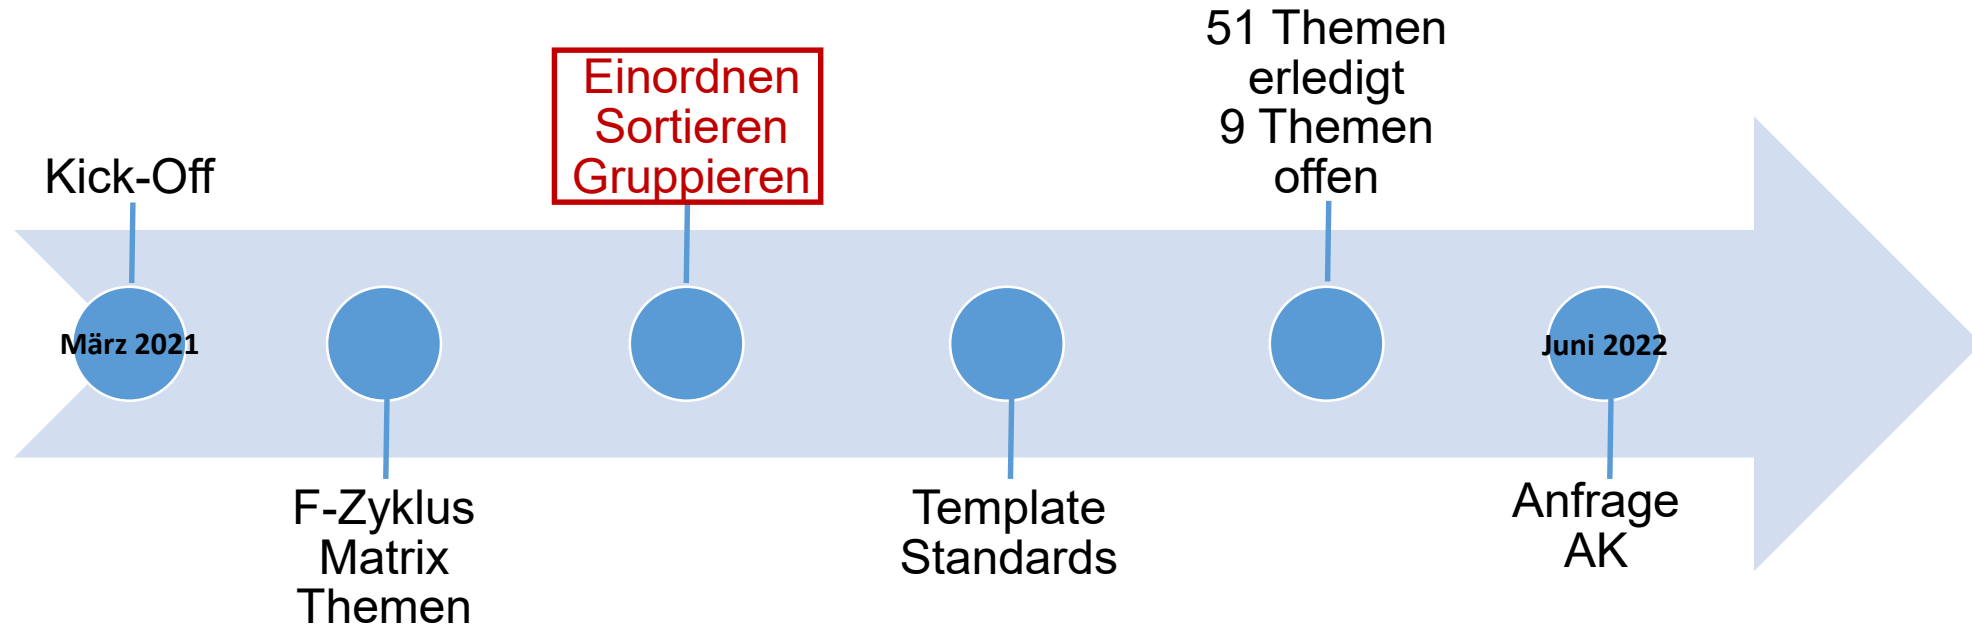 51 Themen
erledigt
9 Themen
offen
Einordnen
Sortieren
Gruppieren
Kick-Off
März 2021
Juni 2022
F-Zyklus
Matrix
Themen
Template
Standards
Anfrage
AK